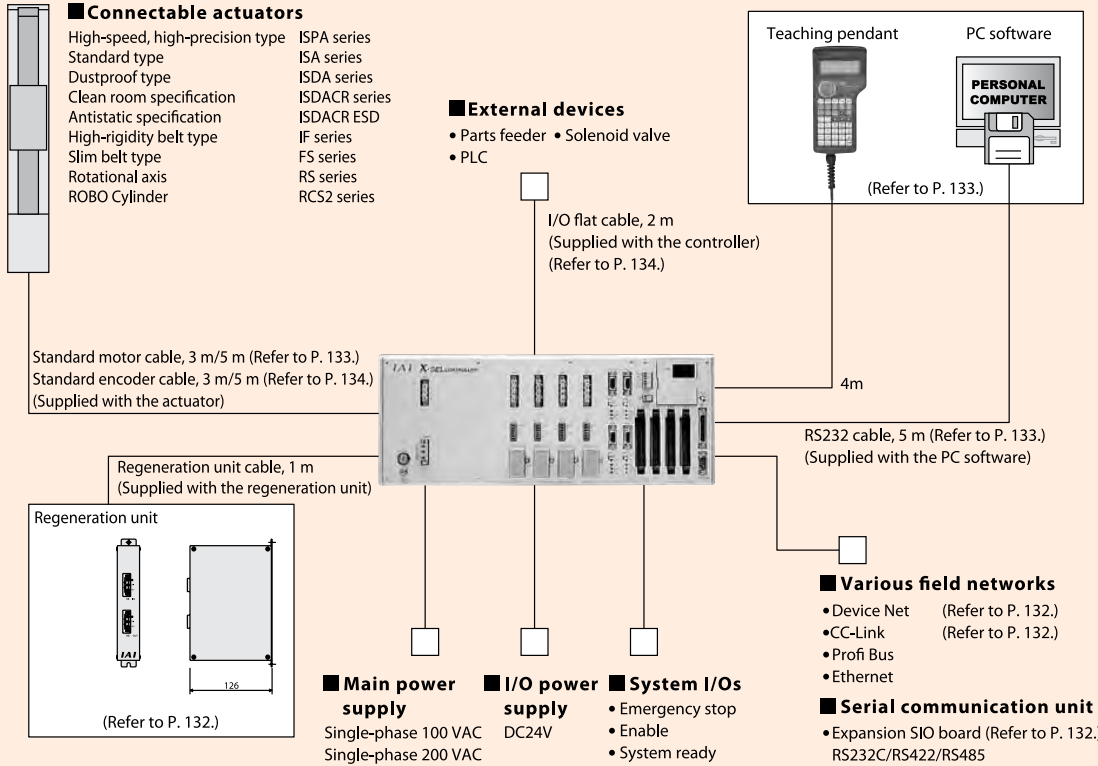 ■Connectable actuators
High-speed, high-precision type ISPA series
Standard type ISA series
Dustproof type ISDA series
Clean room specification ISDACR series
Antistatic specification ISDACR ESD
High-rigidity belt type IF series
Slim belt type FS series
Rotational axis RS series
ROBO Cylinder RCS2 series
■External devices
• Parts feeder • Solenoid valve
• PLC
I/O flat cable, 2 m
(Supplied with the controller)
(Refer to P. 134.)
Teaching pendant PC software
PERSONAL
COMPUTER
(Refer to P. 133.)
Standard motor cable, 3 m/5 m (Refer to P. 133.)
Standard encoder cable, 3 m/5 m (Refer to P. 134.)
(Supplied with the actuator)
IAI X-SEL CONTROLLER
4m
RS232 cable, 5 m (Refer to P. 133.)
(Supplied with the PC software)
Regeneration unit cable, 1 m
(Supplied with the regeneration unit)
Regeneration unit
IAI
126
(Refer to P. 132.)
■ Main power
supply
Single-phase 100 VAC
Single-phase 200 VAC
■ I/O power
supply
DC24V
■ System I/Os
• Emergency stop
• Enable
• System ready
■ Various field networks
•Device Net (Refer to P. 132.)
•CC-Link (Refer to P. 132.)
•Profi Bus
•Ethernet
■ Serial communication unit
• Expansion SIO board (Refer to P. 132.)
RS232C/RS422/RS485